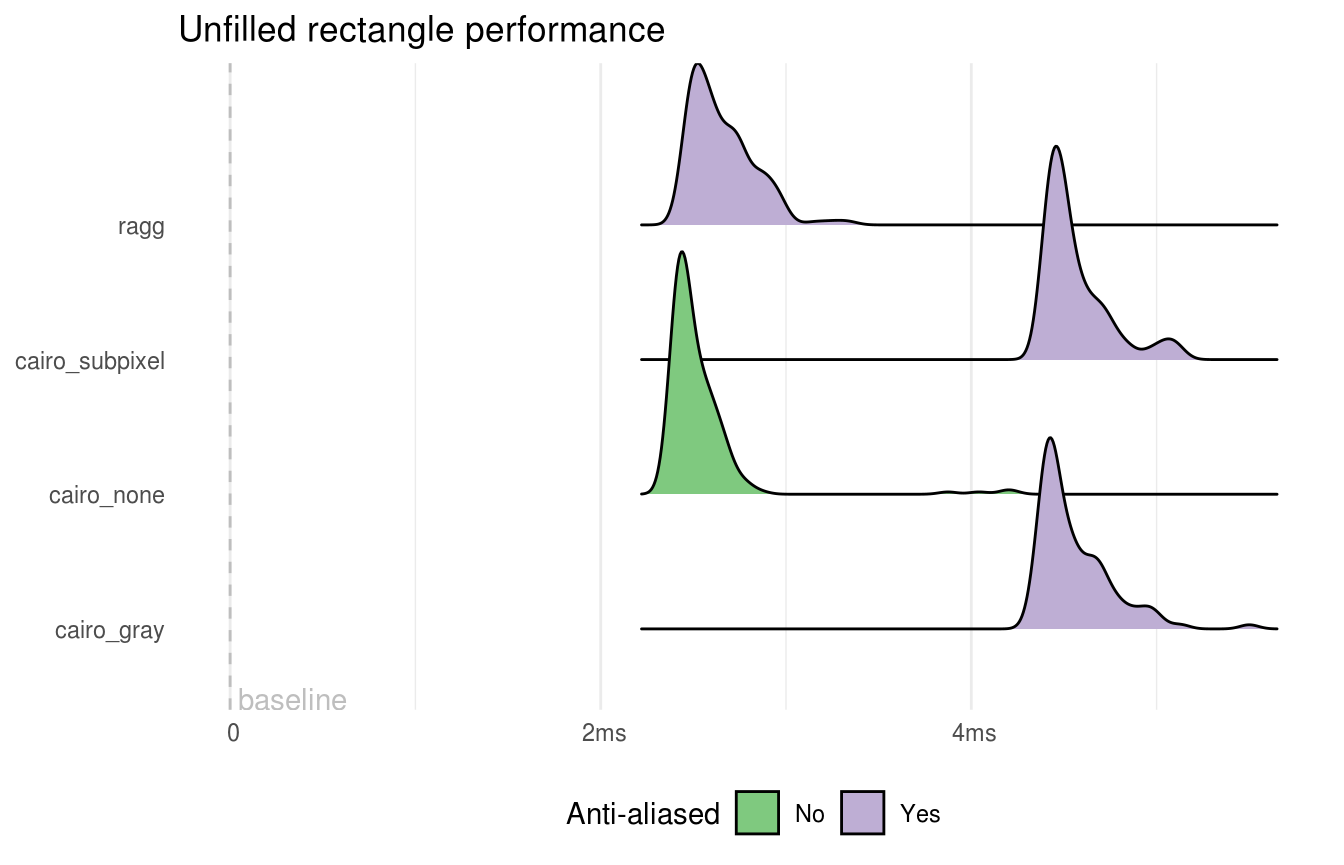 Unfilled rectangle performance
ragg
cairo_subpixel
cairo_none
cairo_gray
baseline
0 2ms 4ms
Anti-aliased No Yes